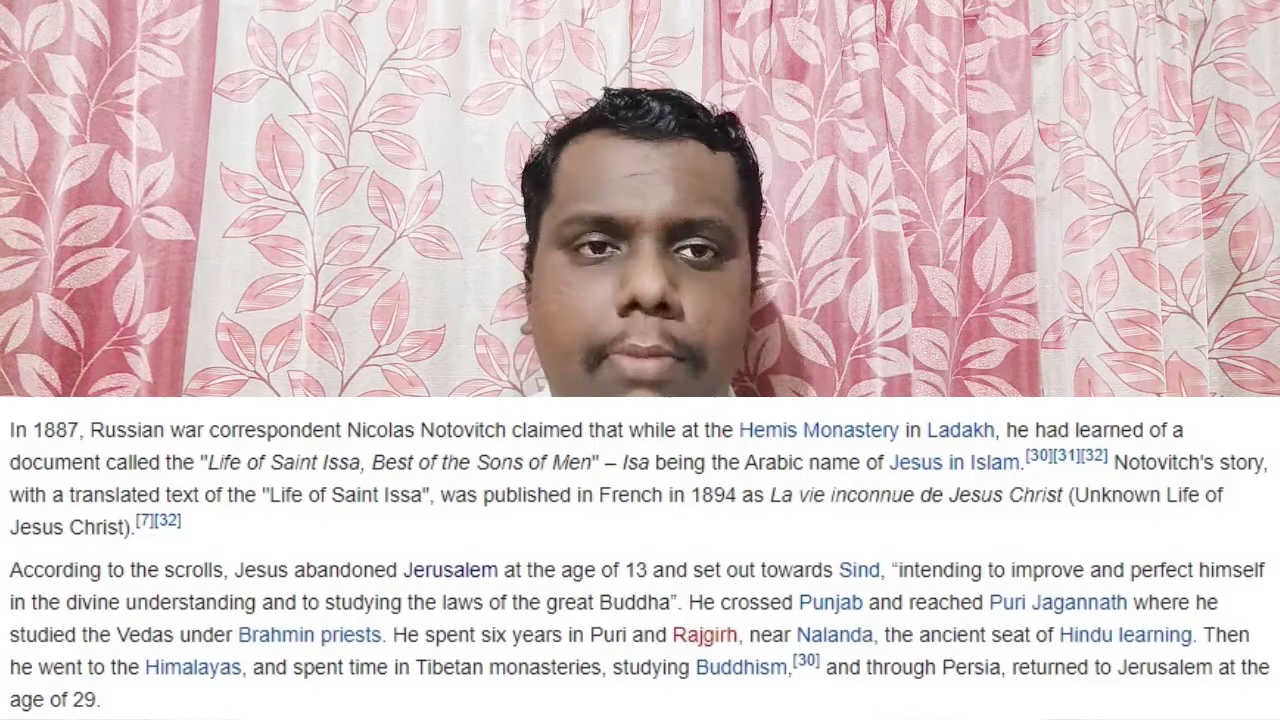 In 1887, Russian war correspondent Nicolas Notovitch claimed that while at the Hemis Monastery in Ladakh, he had learned of a
document called the "Life of Saint Issa, Best of the Sons of Men" – Isa being the Arabic name of Jesus in Islam.[30][31][32] Notovitch's story,
with a translated text of the "Life of Saint Issa", was published in French in 1894 as La vie inconnue de Jesus Christ (Unknown Life of
Jesus Christ).[7][32]
According to the scrolls, Jesus abandoned Jerusalem at the age of 13 and set out towards Sind, “intending to improve and perfect himself
in the divine understanding and to studying the laws of the great Buddha”. He crossed Punjab and reached Puri Jagannath where he
studied the Vedas under Brahmin priests. He spent six years in Puri and Rajgirh, near Nalanda, the ancient seat of Hindu learning. Then
he went to the Himalayas, and spent time in Tibetan monasteries, studying Buddhism,[30] and through Persia, returned to Jerusalem at the
age of 29.